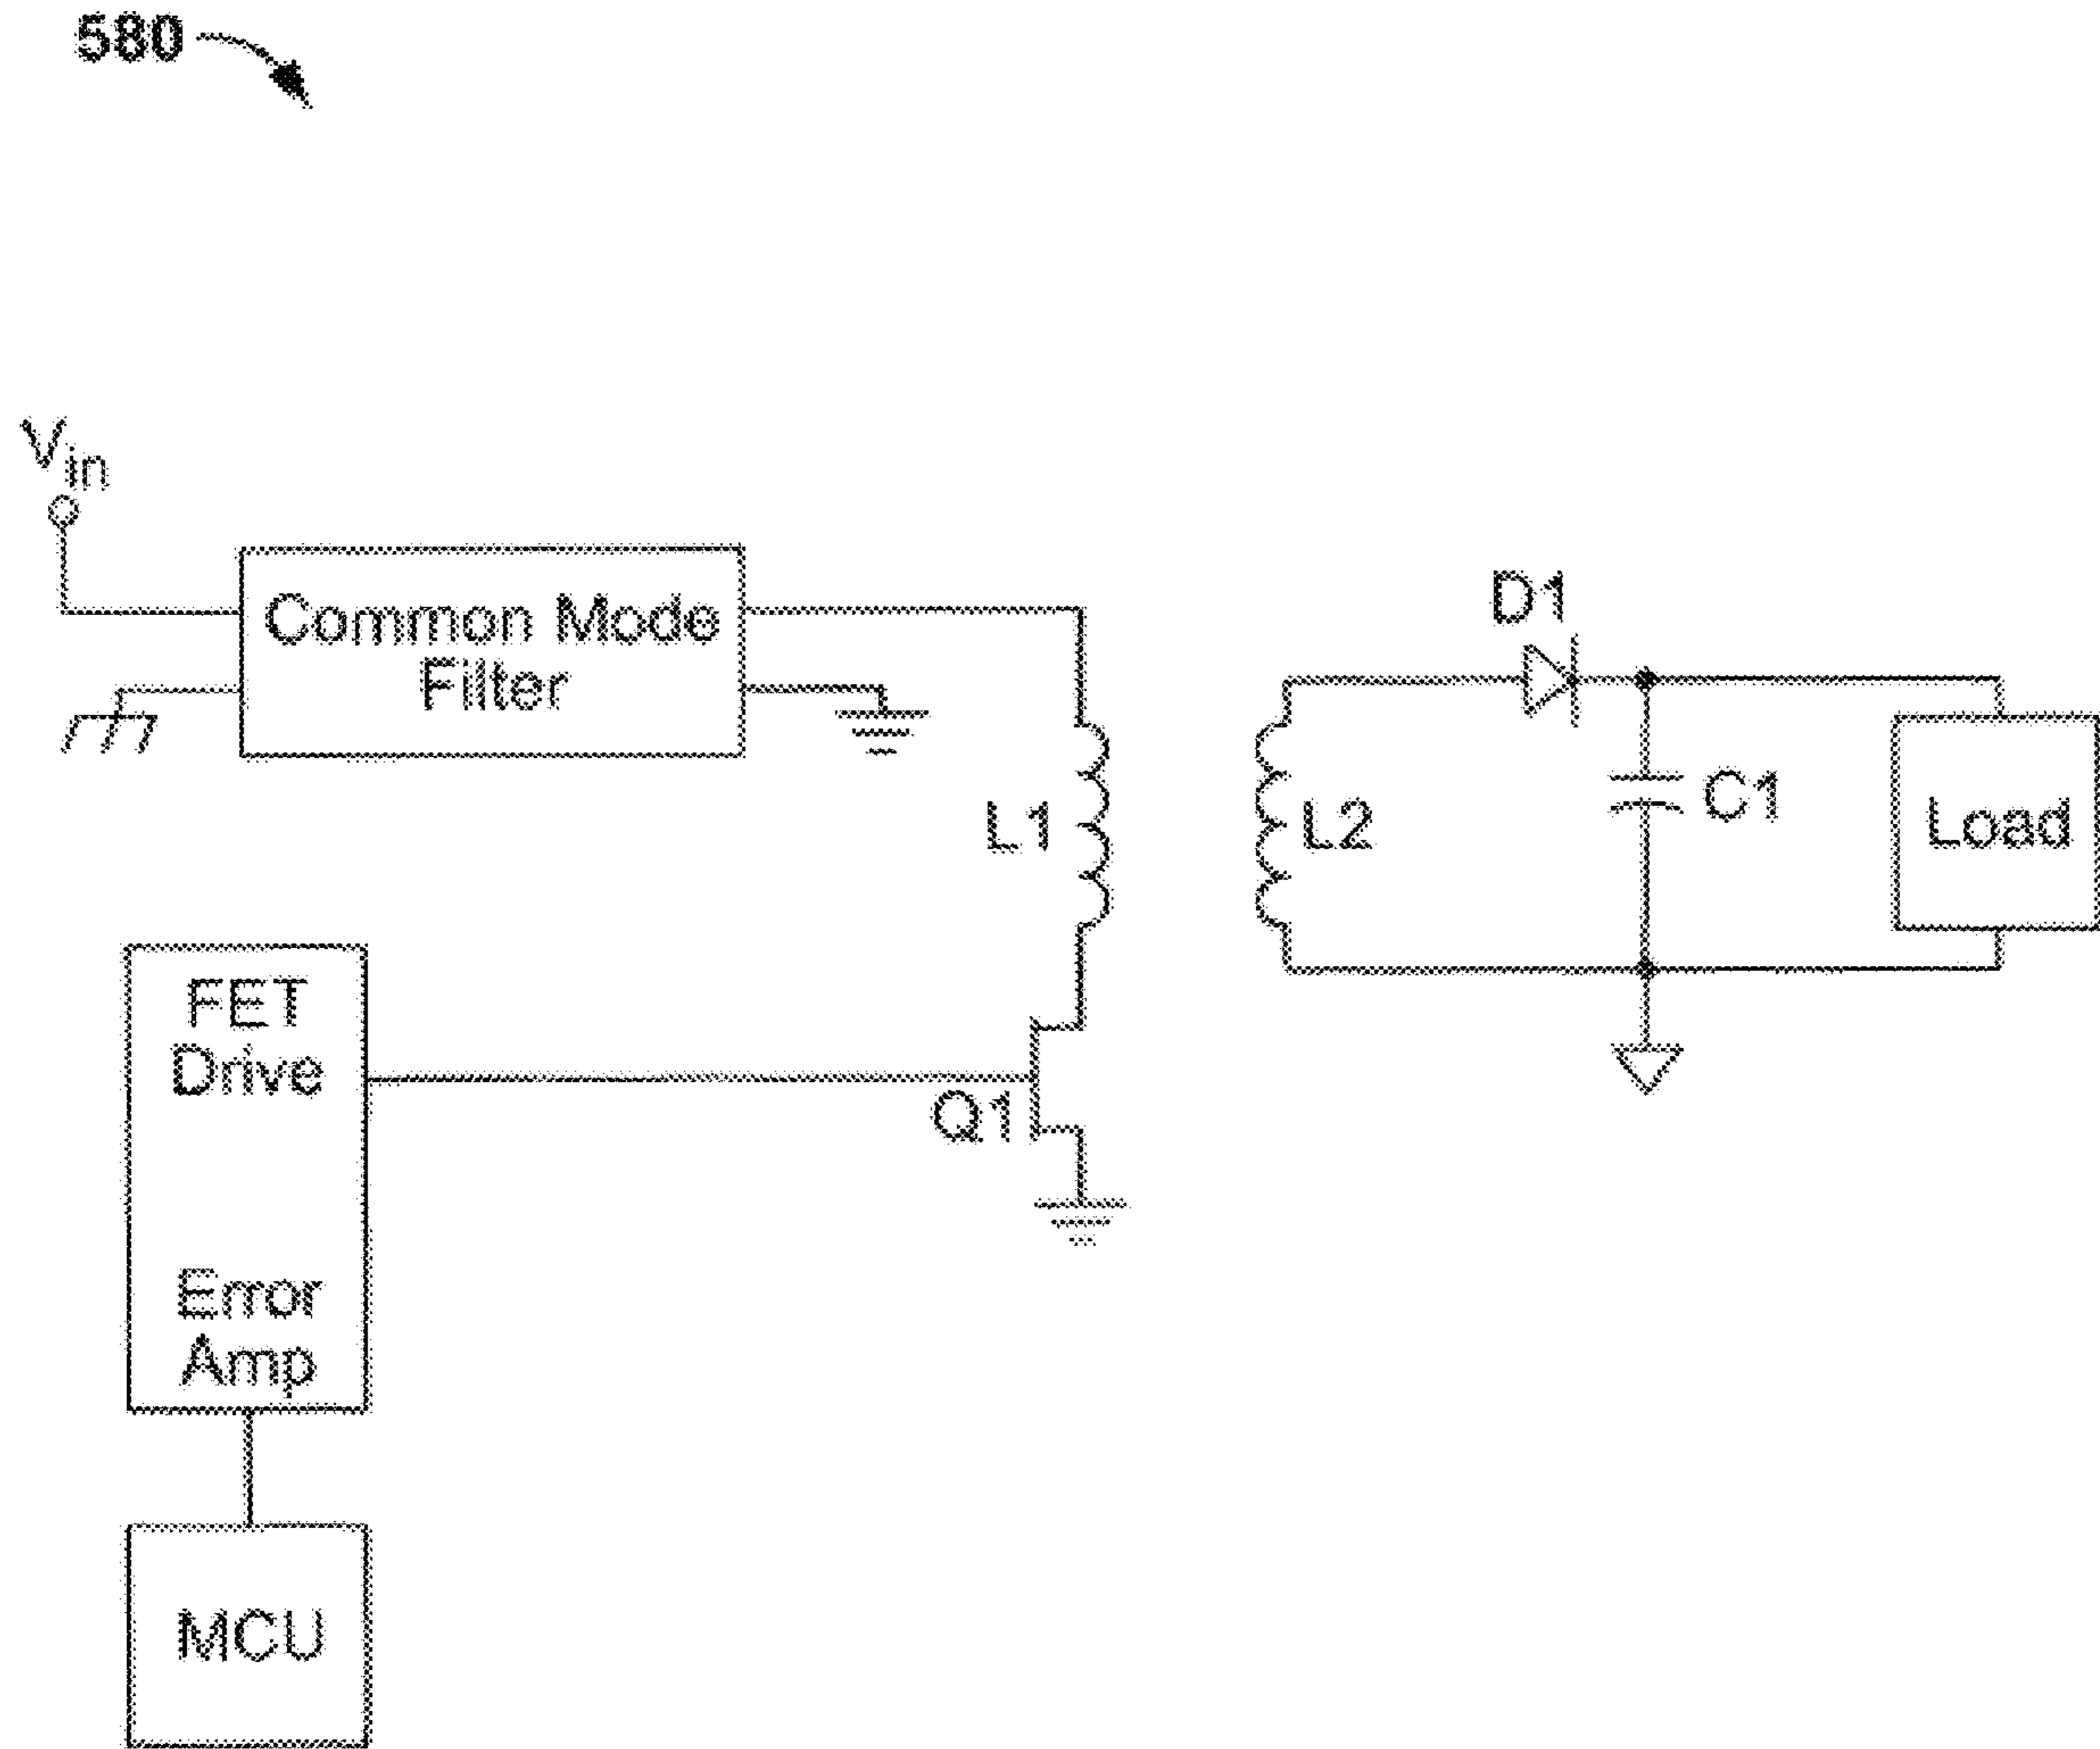 580
Vin
Common Mode
Filter
D1
L1
L2
C1
Load
FET
Drive
Q1
Error
Amp
MCU